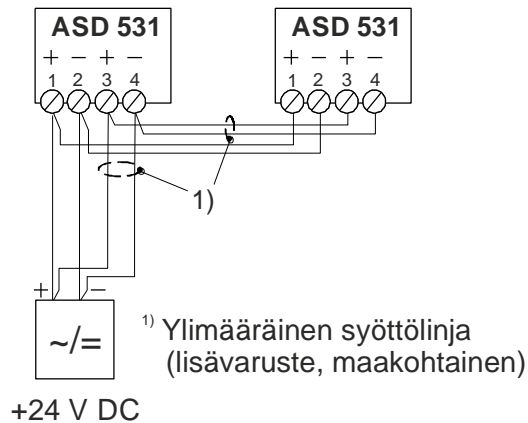 ASD 531 ASD 531
+ − + − + − + −
1 2 3 4 1 2 3 4
1)
+ −
~/=
1) Ylimääräinen syöttölinja
(lisävaruste, maakohtainen)
+24 V DC